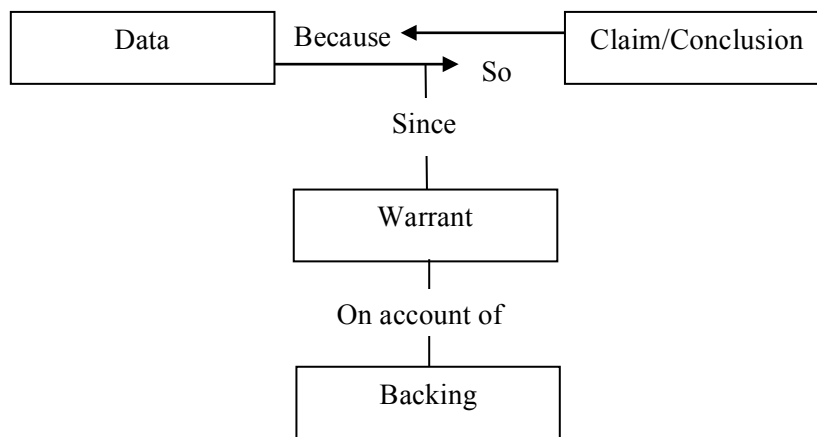 Data
Because
Claim/Conclusion
So
Since
Warrant
On account of
Backing